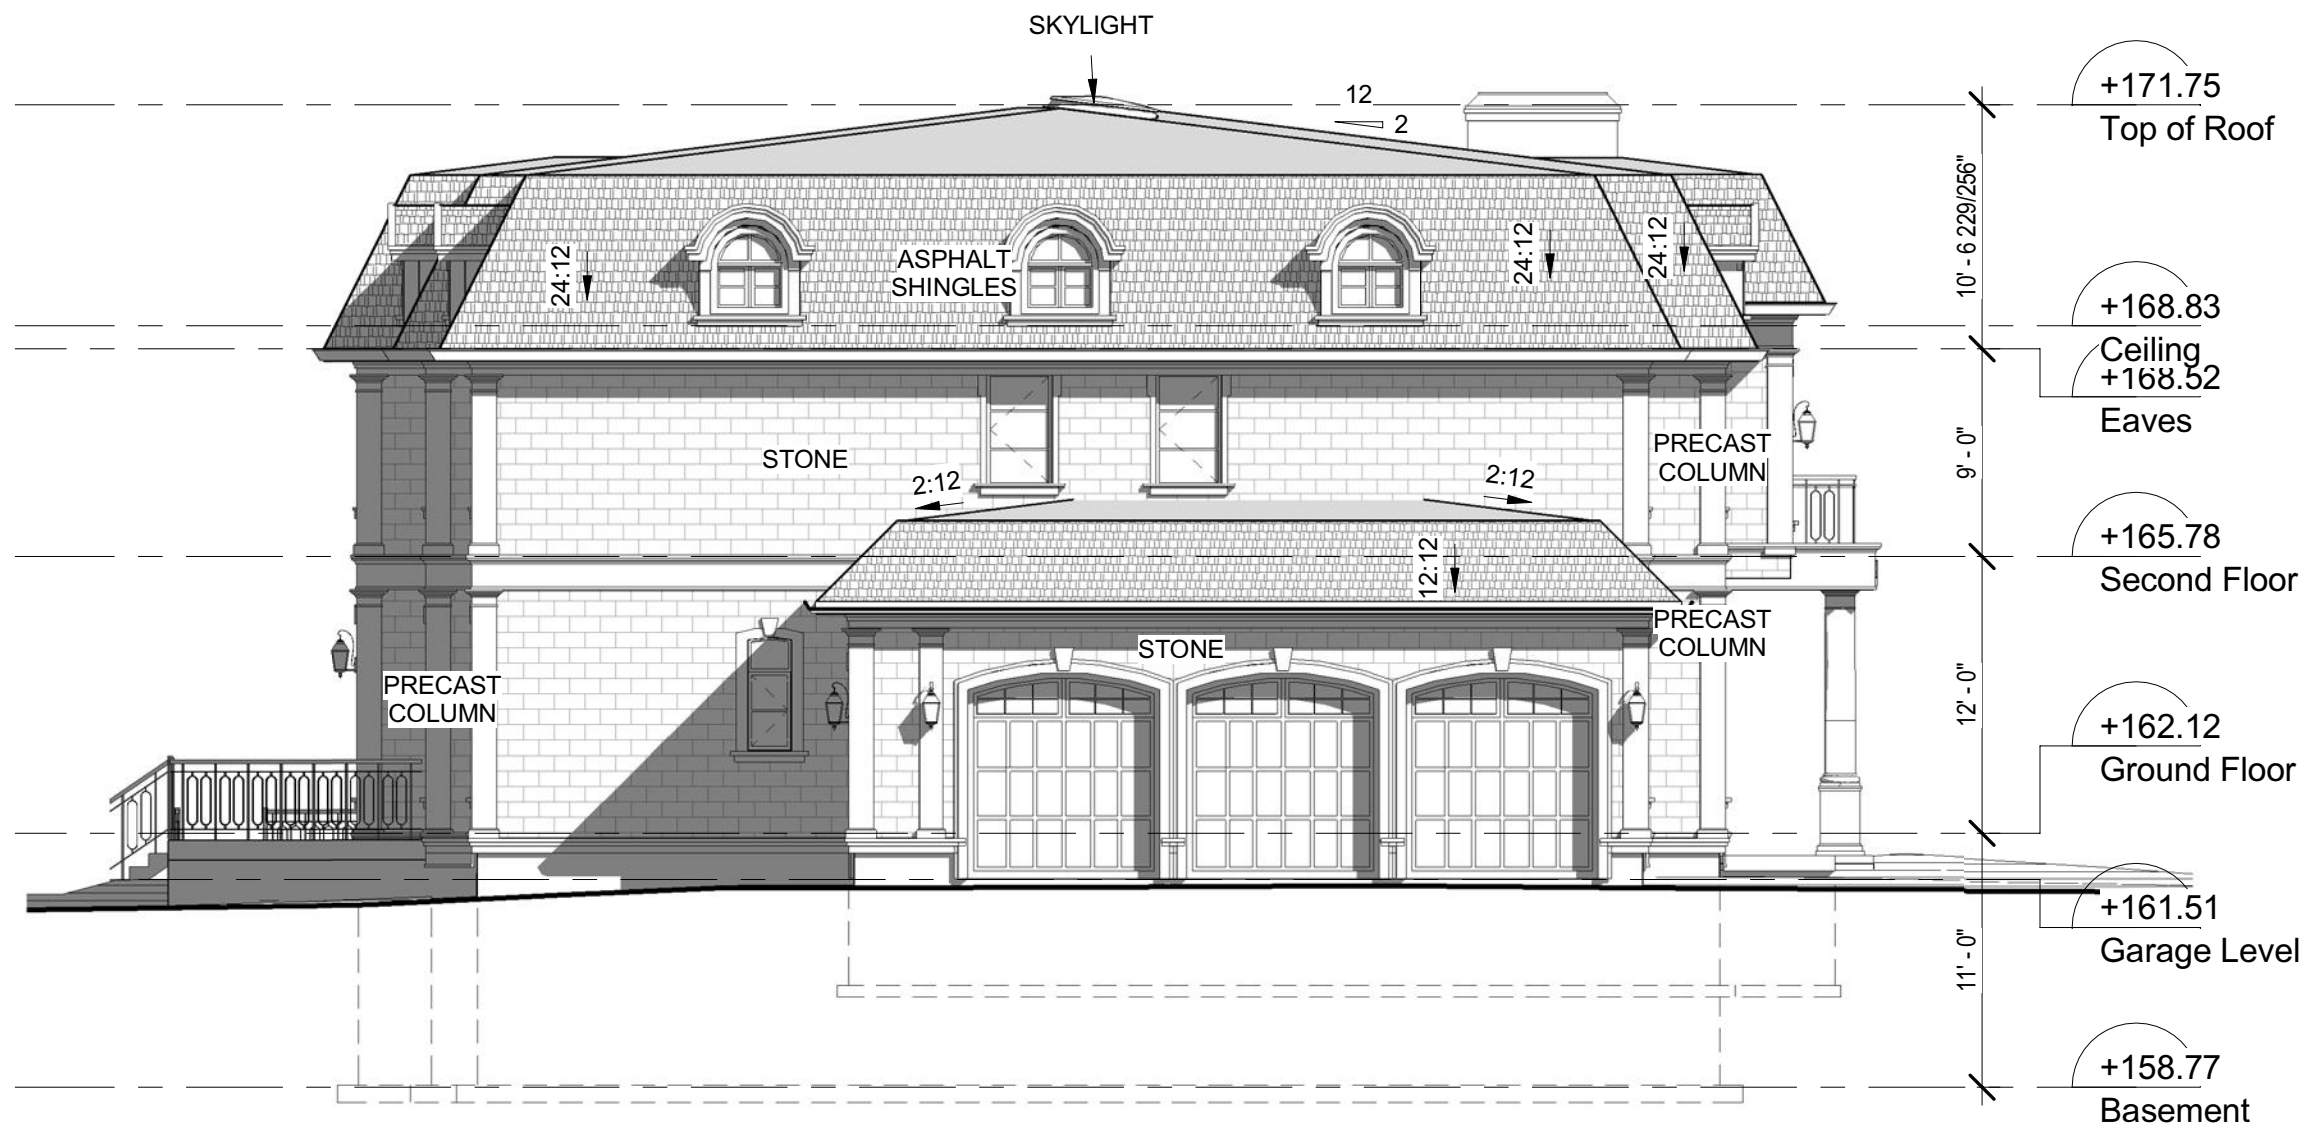 SKYLIGHT
12
2
+171.75
Top of Roof
10' - 6 229/256"
24:12
ASPHALT
SHINGLES
24:12
24:12
+168.83
Ceiling
+168.52
Eaves
STONE
2:12
2:12
PRECAST
COLUMN
9' - 0"
12:12
+165.78
Second Floor
PRECAST
COLUMN
STONE
PRECAST
COLUMN
12' - 0"
+162.12
Ground Floor
+161.51
Garage Level
11' - 0"
+158.77
Basement